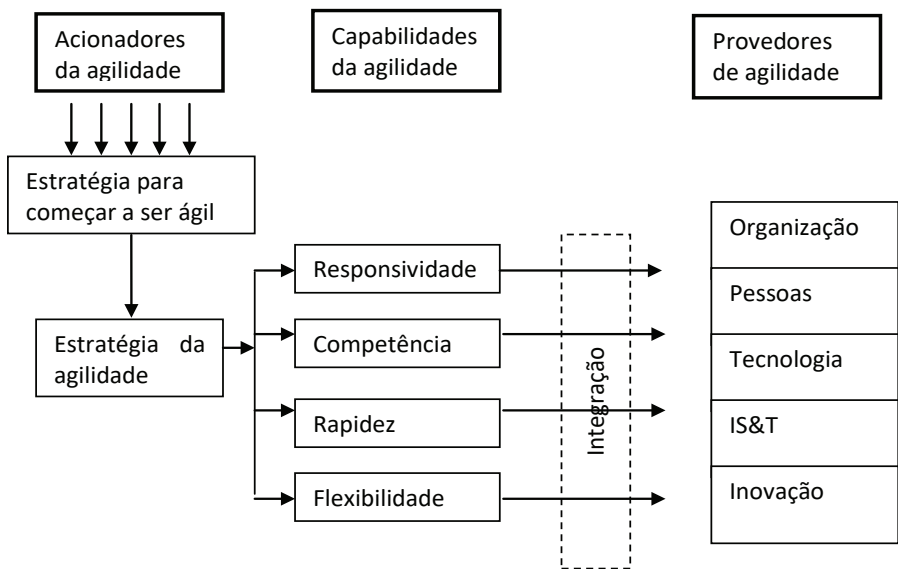 Acionadores
da agilidade
Capabilidades
da agilidade
Provedores
de agilidade
Estratégia para
começar a ser ágil
Estratégia da
agilidade
Responsividade
Competência
Rapidez
Flexibilidade
Integração
Organização
Pessoas
Tecnologia
IS&T
Inovação